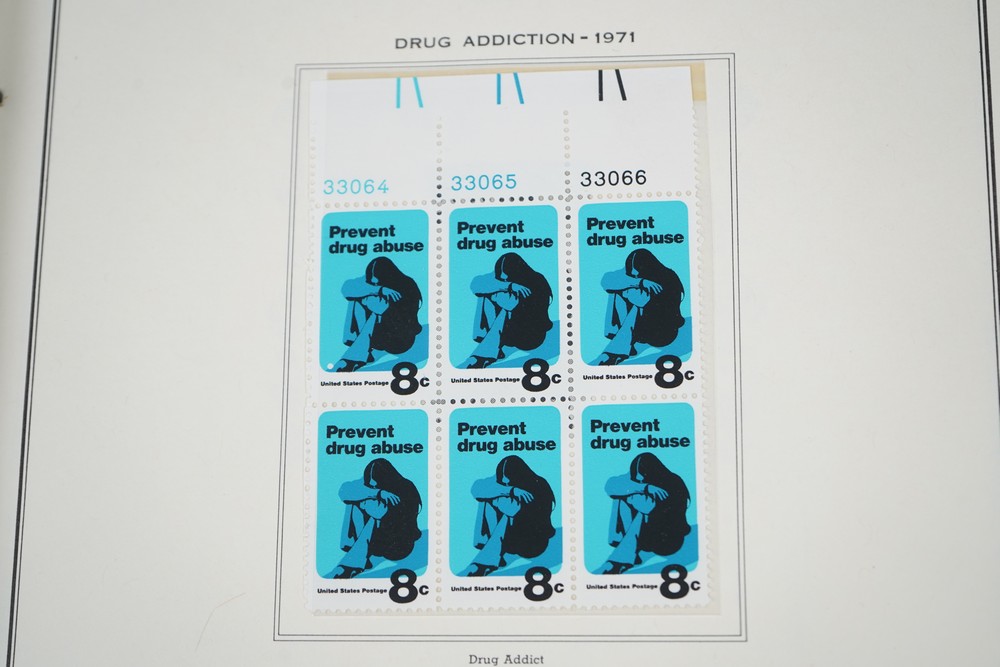 DRUG ADDICTION - 1971
33064 33065 33066
Prevent
drug abuse
Prevent
drug abuse
Prevent
drug abuse
United States Postage 8c
United States Postage 8c
United States Postage 8c
Prevent
drug abuse
Prevent
drug abuse
Prevent
drug abuse
United States Postage 8c
United States Postage 8c
United States Postage 8c
Drug Addict